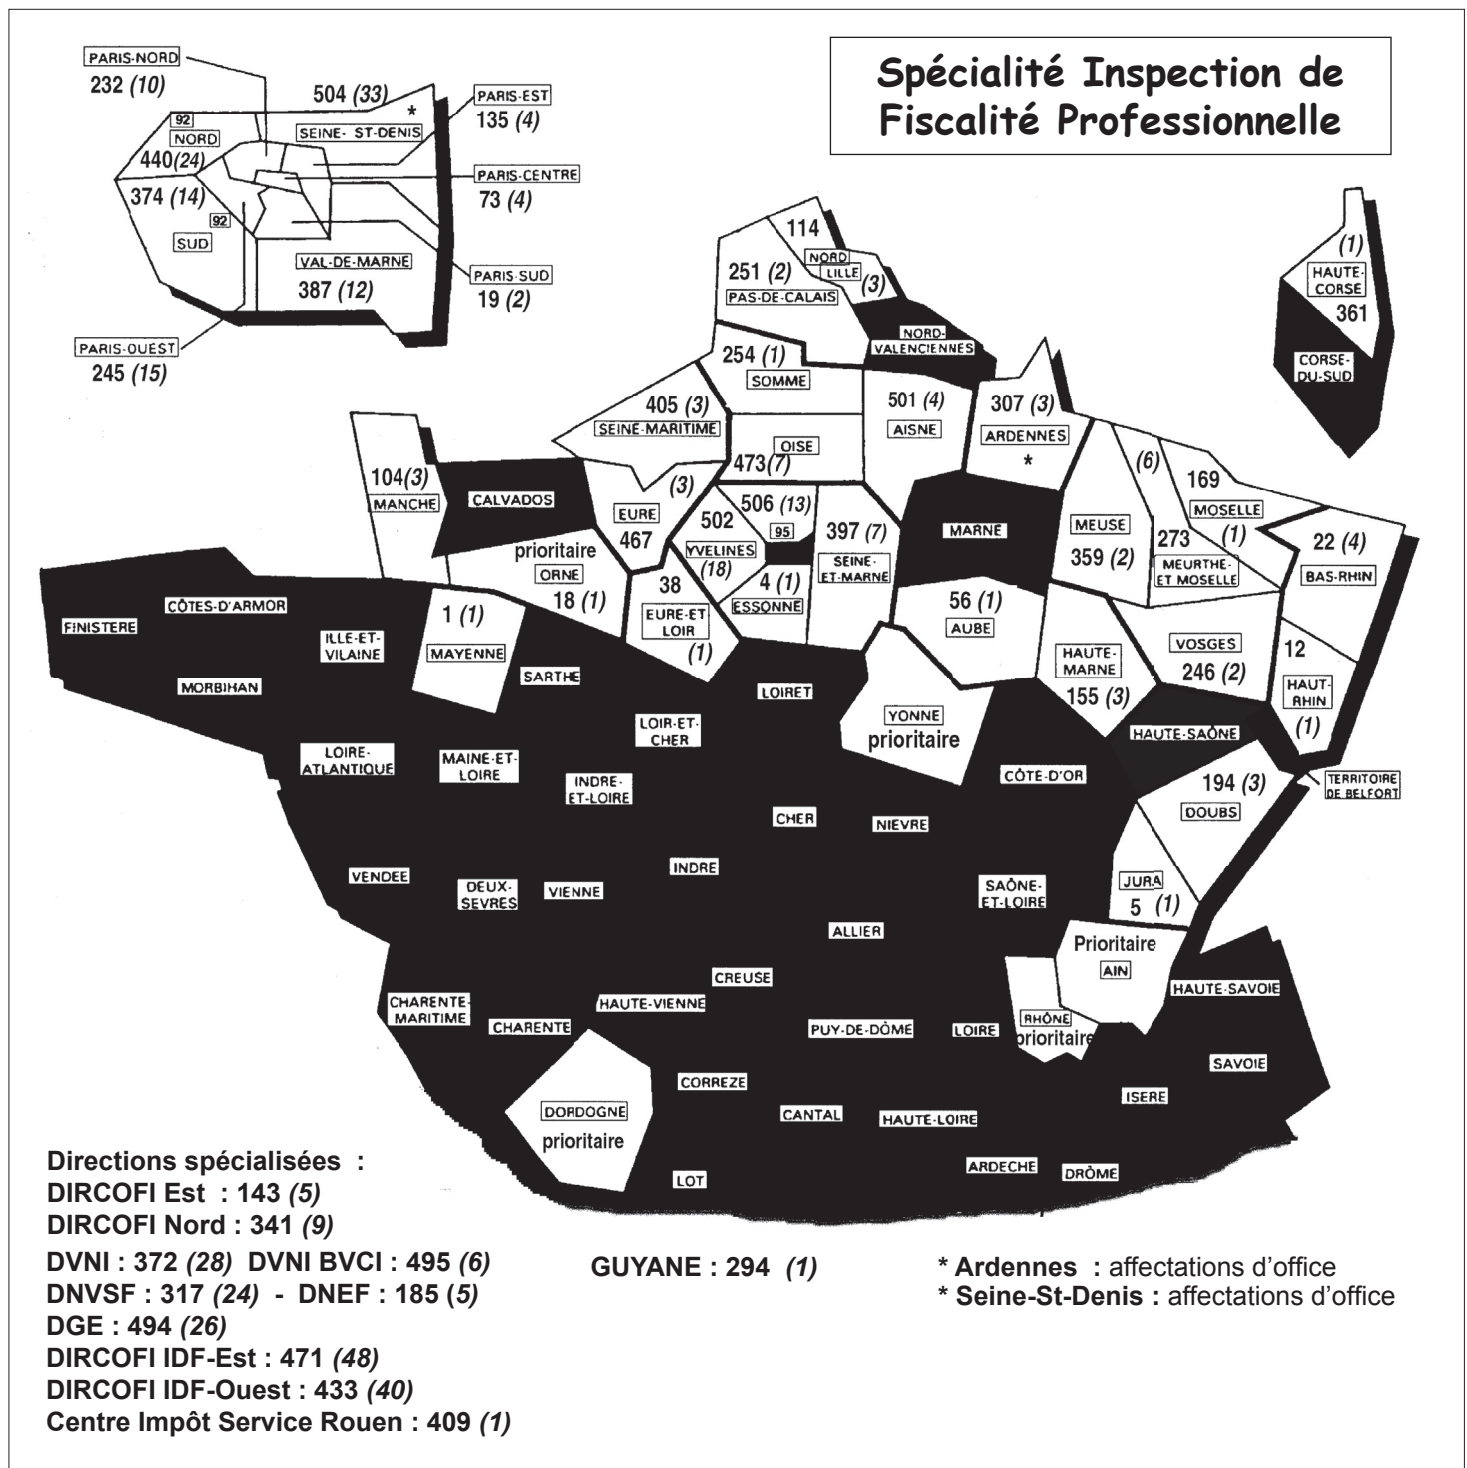 Spécialité Inspection de
Fiscalité Professionnelle
PARIS-NORD
232 (10)
504 (33)
*
PARIS-EST
135 (4)
92
NORD
440(24)
SEINE- ST-DENIS
PARIS-CENTRE
73 (4)
374 (14)
92
SUD
VAL-DE-MARNE
387 (12)
PARIS-SUD
19 (2)
PARIS-OUEST
245 (15)
(1)
HAUTE-
CORSE
361
CORSE-
DU-SUD
114
NORD
LILLE
(3)
251 (2)
PAS-DE-CALAIS
NORD-
VALENCIENNES
254 (1)
SOMME
405 (3)
SEINE-MARITIME
OISE
473(7)
501 (4)
AISNE
307 (3)
ARDENNES
*
104(3)
MANCHE
CALVADOS
(3)
EURE
467
506 (13)
95
502
YVELINES
(18)
397 (7)
SEINE-
ET-MARNE
MARNE
MEUSE
359 (2)
(6)
273
MEURTHE-
ET MOSELLE
169
MOSELLE
(1)
22 (4)
BAS-RHIN
prioritaire
ORNE
18 (1)
38
EURE-ET
LOIR
(1)
4 (1)
ESSONNE
56 (1)
AUBE
HAUTE-
MARNE
155 (3)
VOSGES
246 (2)
12
HAUT-
RHIN
(1)
FINISTERE
CÔTES-D'ARMOR
ILLE-ET-
VILAINE
MORBIHAN
1 (1)
MAYENNE
SARTHE
LOIRET
LOIR-ET-
CHER
YONNE
prioritaire
HAUTE-SAÔNE
TERRITOIRE
DE BELFORT
LOIRE-
ATLANTIQUE
MAINE-ET-
LOIRE
INDRE-
ET-LOIRE
CHER
NIEVRE
CÔTE-D'OR
194 (3)
DOUBS
VENDEE
DEUX-
SEVRES
VIENNE
INDRE
ALLIER
SAÔNE-
ET-LOIRE
JURA
5 (1)
Prioritaire
AIN
HAUTE-SAVOIE
CREUSE
CHARENTE-
MARITIME
CHARENTE
HAUTE-VIENNE
PUY-DE-DÔME
LOIRE
RHÔNE
prioritaire
SAVOIE
ISERE
DORDOGNE
prioritaire
CORREZE
CANTAL
HAUTE-LOIRE
LOT
ARDECHE
DRÔME
Directions spécialisées :
DIRCOFI Est : 143 (5)
DIRCOFI Nord : 341 (9)
DVNI : 372 (28) DVNI BVCI : 495 (6)
DNVSF : 317 (24) - DNEF : 185 (5)
DGE : 494 (26)
DIRCOFI IDF-Est : 471 (48)
DIRCOFI IDF-Ouest : 433 (40)
Centre Impôt Service Rouen : 409 (1)
GUYANE : 294 (1)
* Ardennes : affectations d’office
* Seine-St-Denis : affectations d’office